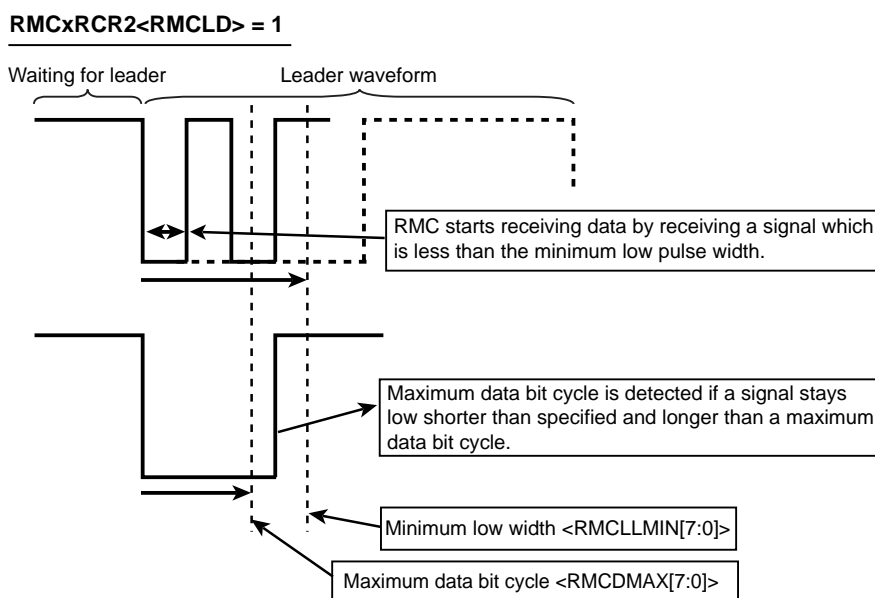 RMCxRCR2<RMCLD> = 1
Waiting for leader
Leader waveform
RMC starts receiving data by receiving a signal which
is less than the minimum low pulse width.
Maximum data bit cycle is detected if a signal stays
low shorter than specified and longer than a maximum
data bit cycle.
Minimum low width <RMCLLMIN[7:0]>
Maximum data bit cycle <RMCDMAX[7:0]>